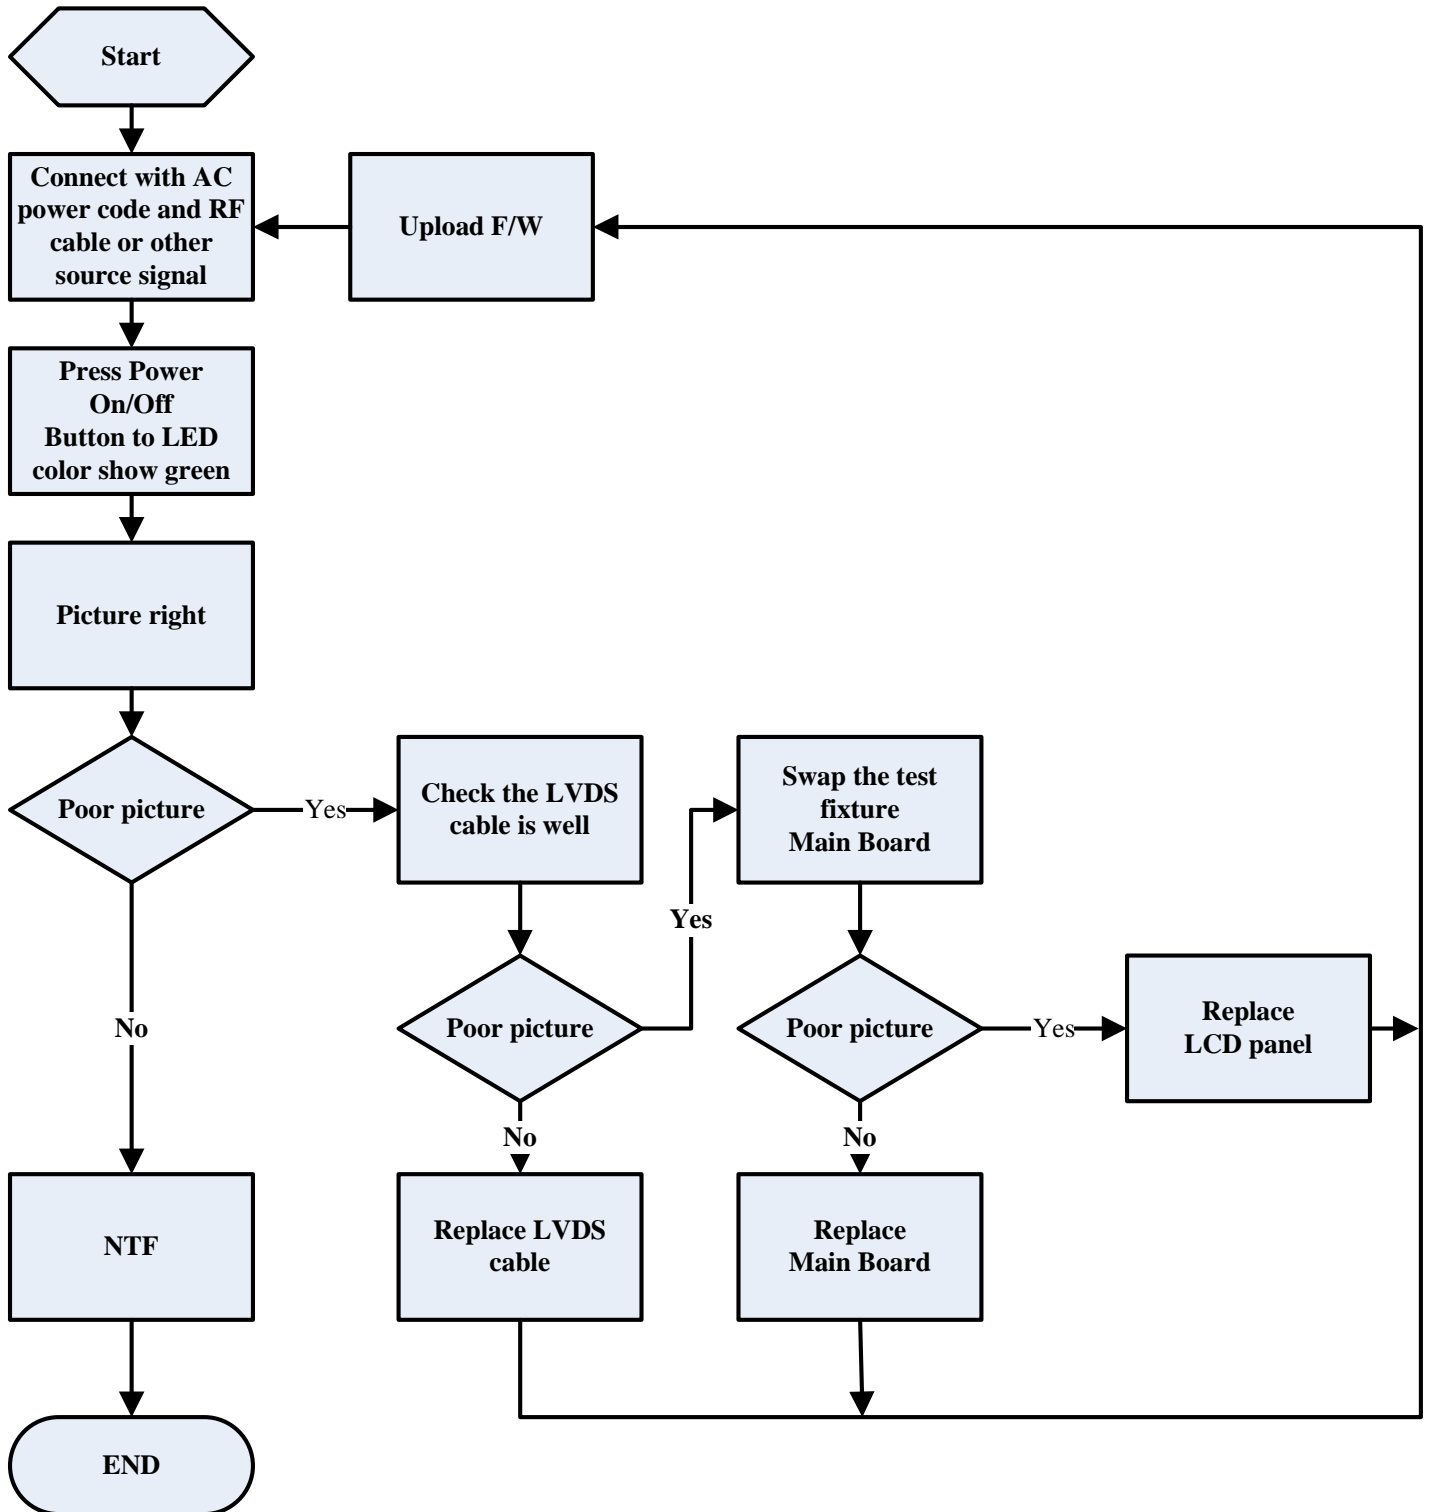 Start
Connect with AC
power code and RF
cable or other
source signal
Upload F/W
Press Power
On/Off
Button to LED
color show green
Picture right
Poor picture
Yes
Check the LVDS
cable is well
Swap the test
fixture
Main Board
Yes
No
Poor picture
Poor picture
Yes
Replace
LCD panel
No
No
NTF
Replace LVDS
cable
Replace
Main Board
END